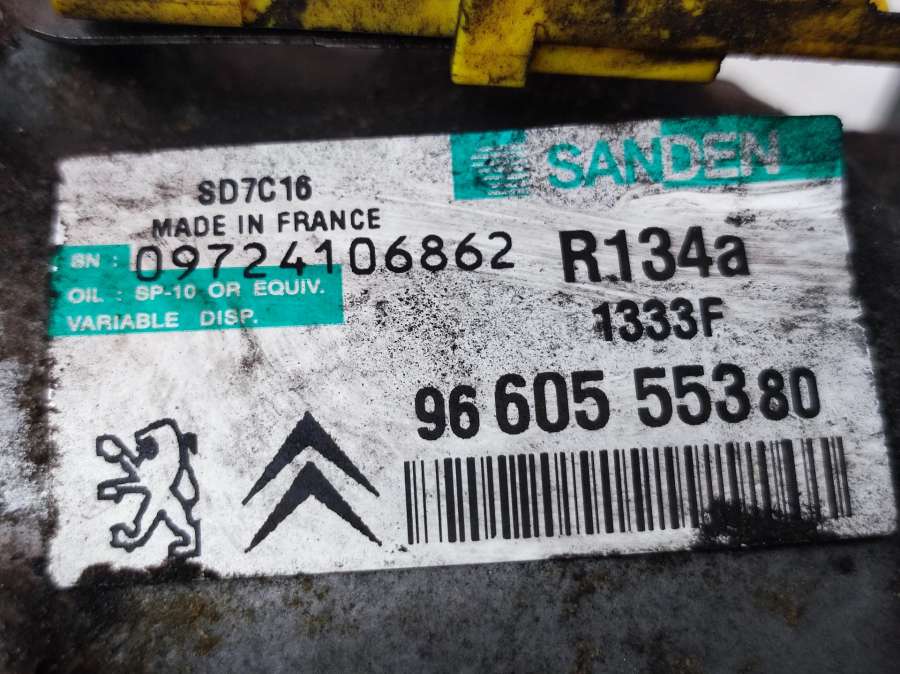 SANDEN
SD7C16
MADE IN FRANCE
SN : 09724106862
R134a
OIL : SP-10 OR EQUIV.
VARIABLE DISP.
1333F
96 605 553 80